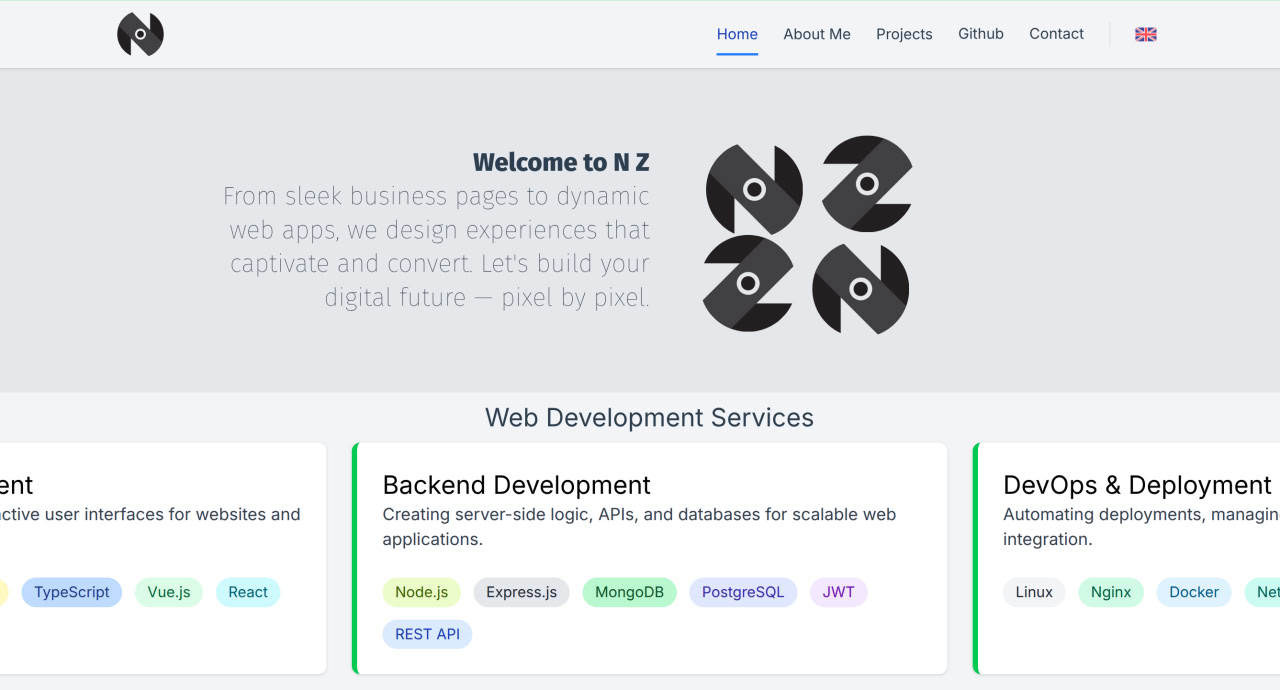 Home About Me Projects Github Contact
Welcome to N Z
From sleek business pages to dynamic
web apps, we design experiences that
captivate and convert. Let's build your
digital future — pixel by pixel.
Web Development Services
ent
active user interfaces for websites and
TypeScript Vue.js React
Backend Development
Creating server-side logic, APIs, and databases for scalable web
applications.
Node.js Express.js MongoDB PostgreSQL JWT
REST API
DevOps & Deployment
Automating deployments, managin
integration.
Linux Nginx Docker Net